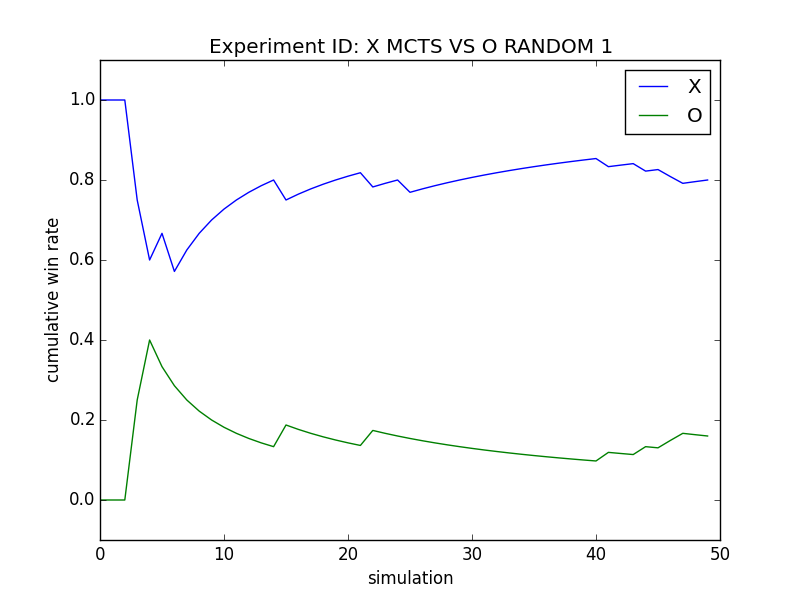 Experiment ID: X MCTS VS O RANDOM 1
X
O
1.0
0.8
0.6
0.4
0.2
0.0
cumulative win rate
0 10 20 30 40 50
simulation